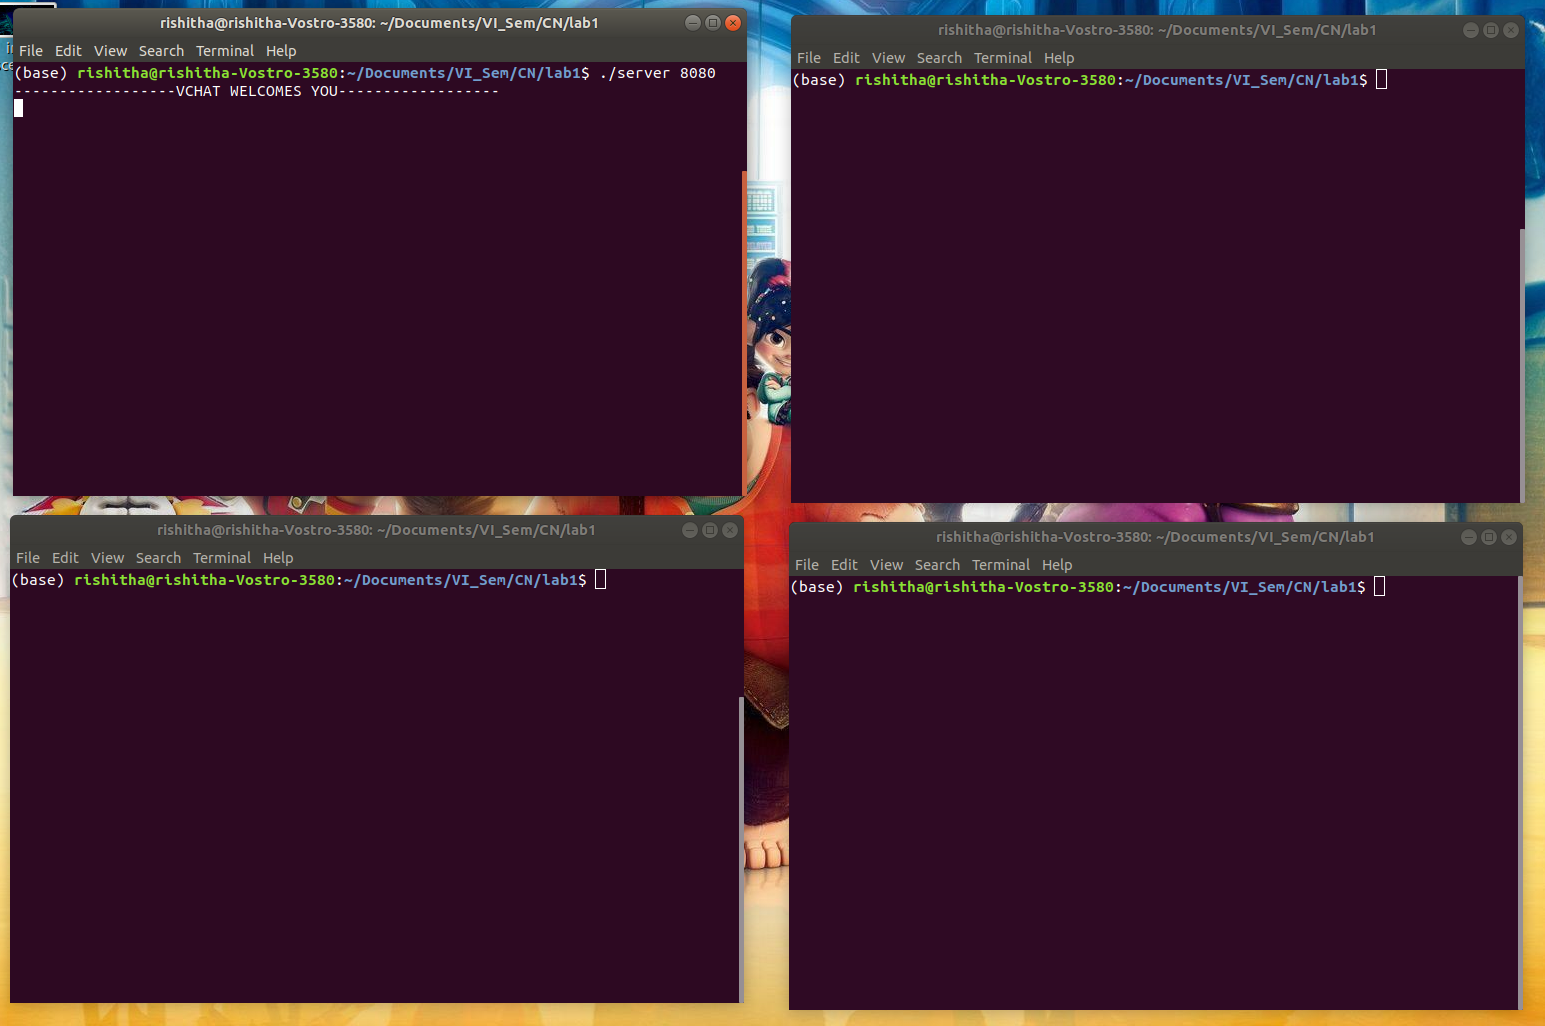 rishitha@rishitha-Vostro-3580: ~/Documents/VI_Sem/CN/lab1
File Edit View Search Terminal Help
(base) rishitha@rishitha-Vostro-3580:~/Documents/VI_Sem/CN/lab1$ ./server 8080
------------------VCHAT WELCOMES YOU------------------
rishitha@rishitha-Vostro-3580: ~/Documents/VI_Sem/CN/lab1
File Edit View Search Terminal Help
(base) rishitha@rishitha-Vostro-3580:~/Documents/VI_Sem/CN/lab1$
rishitha@rishitha-Vostro-3580: ~/Documents/VI_Sem/CN/lab1
File Edit View Search Terminal Help
(base) rishitha@rishitha-Vostro-3580:~/Documents/VI_Sem/CN/lab1$
rishitha@rishitha-Vostro-3580: ~/Documents/VI_Sem/CN/lab1
File Edit View Search Terminal Help
(base) rishitha@rishitha-Vostro-3580:~/Documents/VI_Sem/CN/lab1$